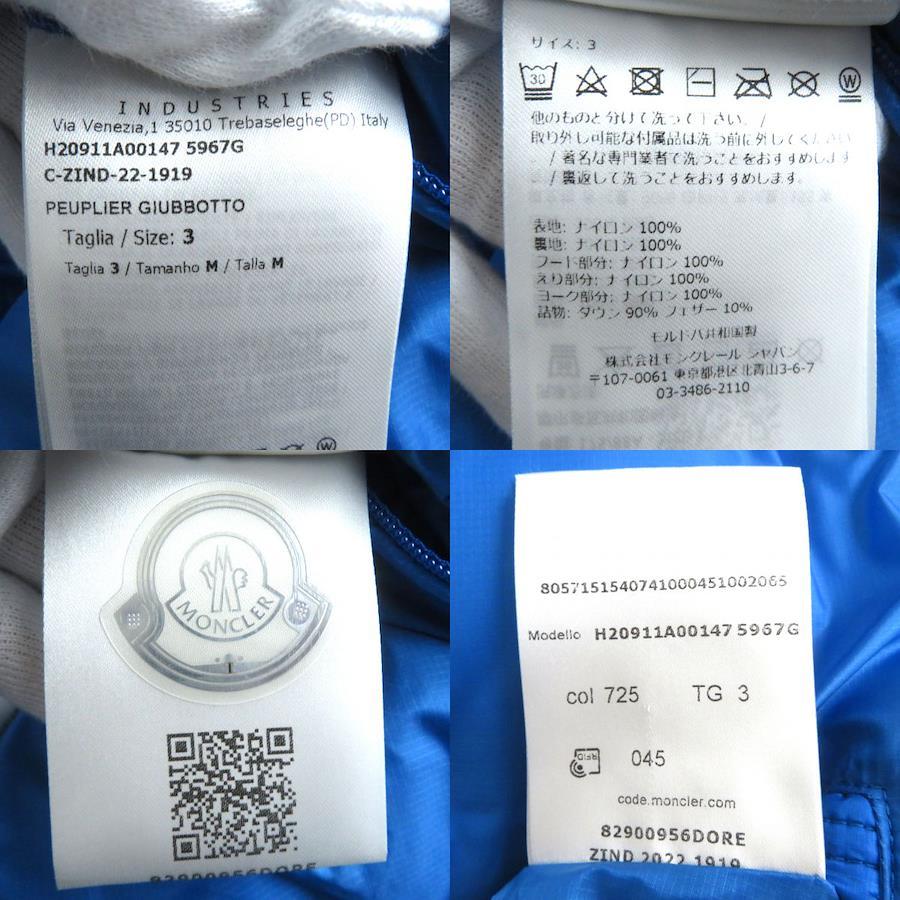 INDUSTRIES
Via Venezia,1 35010 Trebaseleghe(PD) Italy
H20911A00147 5967G
C-ZIND-22-1919
PEUPLIER GIUBBOTTO
Taglia / Size: 3
Taglia 3 / Tamanho M / Talla M
サイズ: 3
30
W
他のものと分けて洗って下さい。/
取り外し可能な付属品は洗う前に外してください
/ 著名な専門業者で洗うことをおすすめします
/ 裏返して洗うことをおすすめします。
表地: ナイロン 100%
裏地: ナイロン 100%
フード部分: ナイロン 100%
えり部分: ナイロン 100%
ヨーク部分: ナイロン 100%
詰物: ダウン 90% フェザー 10%
モルドバ共和国製
株式会社モンクレール ジャパン
〒107-0061 東京都港区北青山3-6-7
03-3486-2110
W
MONCLER
82900956DORE
8057151540741000451002065
Modello H20911A00147 5967G
col 725 TG 3
RFID 045
code.moncler.com
82900956DORE
ZIND 2022 1919